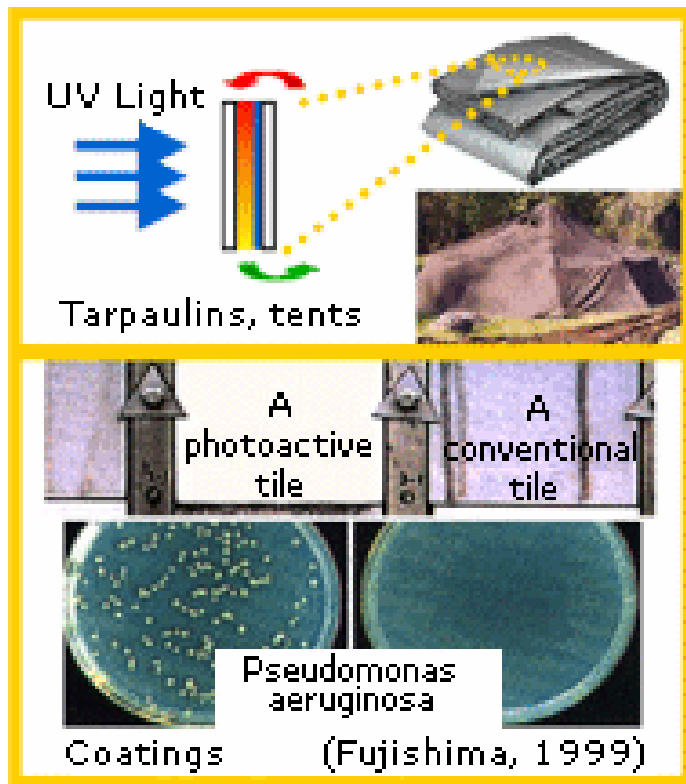 UV Light
Tarpaulins, tents
A
photoactive
tile
A
conventional
tile
Pseudomonas
aeruginosa
Coatings (Fujishima, 1999)